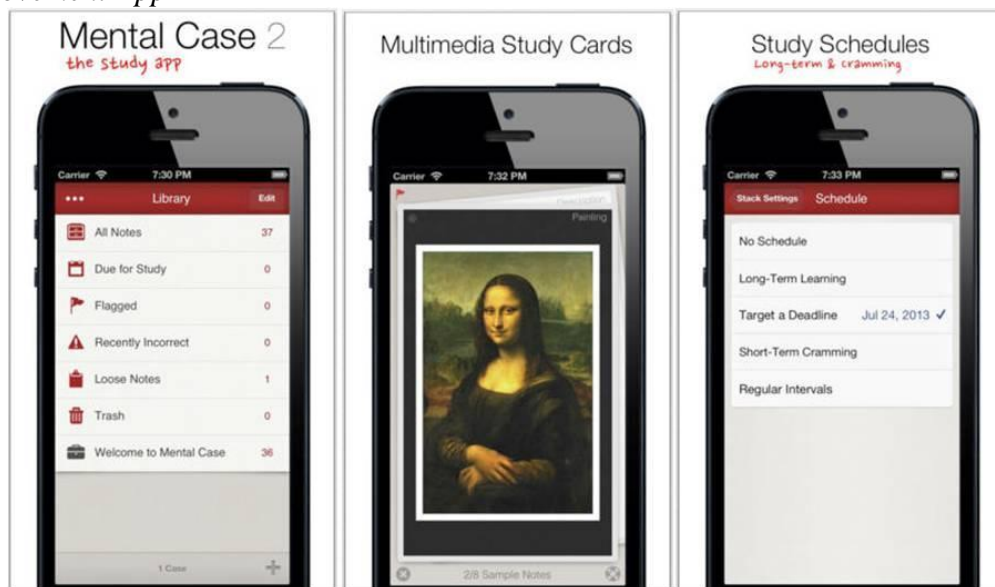 Mental Case 2
the study app
Carrier 7:30 PM
••• Library Edit
All Notes 37
Due for Study 0
Flagged 0
Recently Incorrect 0
Loose Notes 1
Trash 0
Welcome to Mental Case 36
1 Case +
Multimedia Study Cards
Carrier 7:32 PM
Description
Painting
2/8 Sample Notes
Study Schedules
Long-term & cramming
Carrier 7:33 PM
Stack Settings Schedule
No Schedule
Long-Term Learning
Target a Deadline Jul 24, 2013 ✓
Short-Term Cramming
Regular Intervals